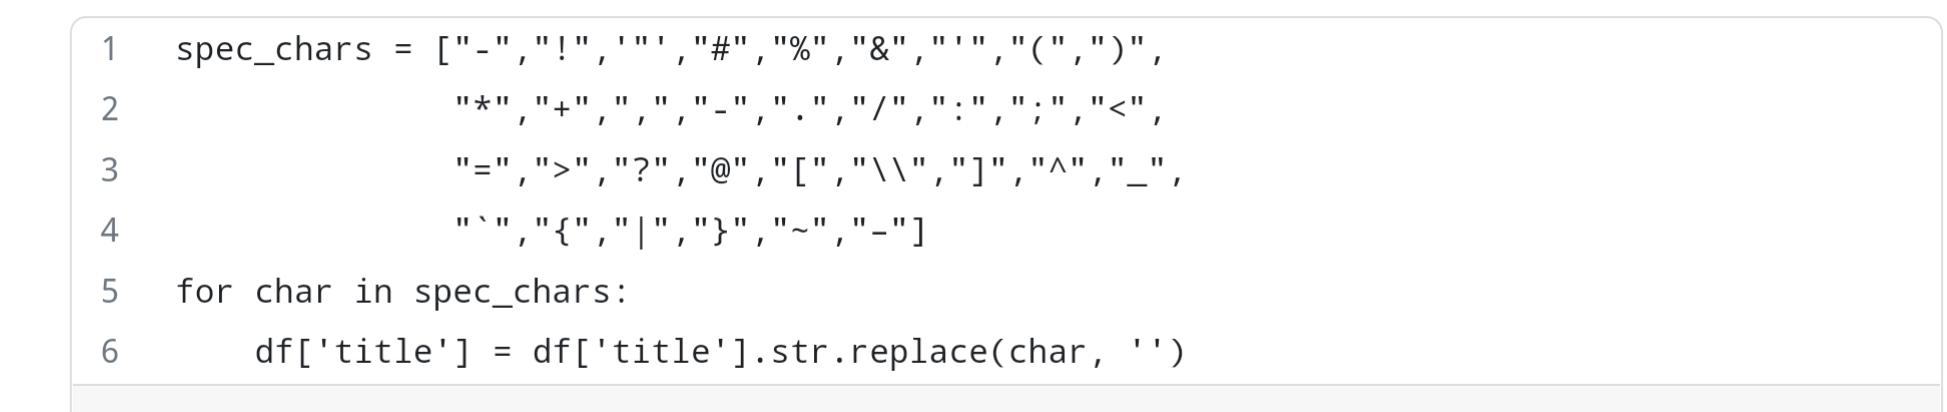 1 spec_chars = ["-","!",'"',"#","%","&","'","(",")",
2 "*","+",",","-",".","/",":",";","<",
3 "=",">","?","@","[","\\","]","^","_",
4 "`","{","|","}","~","–"]
5 for char in spec_chars:
6 df['title'] = df['title'].str.replace(char, '')